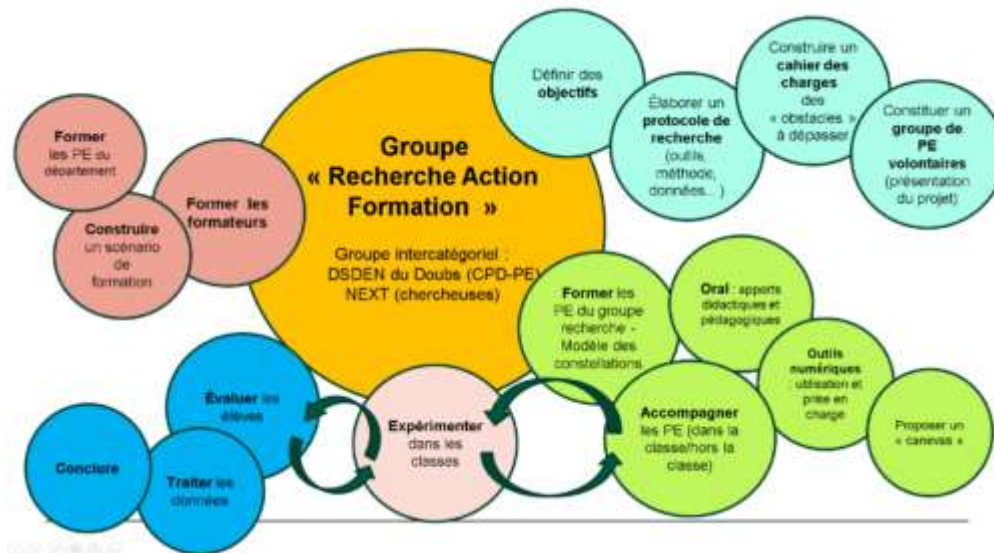 Groupe
« Recherche Action
Formation »
Groupe intercatégoriel :
DSDEN du Doubs (CPD-PE)
NEXT (chercheuses)
Définir des
objectifs
Élaborer un
protocole de
recherche
(outils,
méthode,
données... )
Construire un
cahier des
charges
des
« obstacles »
à dépasser
Constituer un
groupe de
PE
volontaires
(présentation
du projet)
Former les
PE du groupe
recherche -
Modèle des
constellations
Oral : apports
didactiques et
pédagogiques
Outils
numériques
: utilisation et
prise en
charge
Proposer un
« canevas »
Accompagner
les PE (dans la
classe/hors la
classe)
Expérimenter
dans les
classes
Évaluer les
élèves
Traiter les
données
Conclure
Former les
formateurs
Construire
un scénario
de
formation
Former
les PE du
département